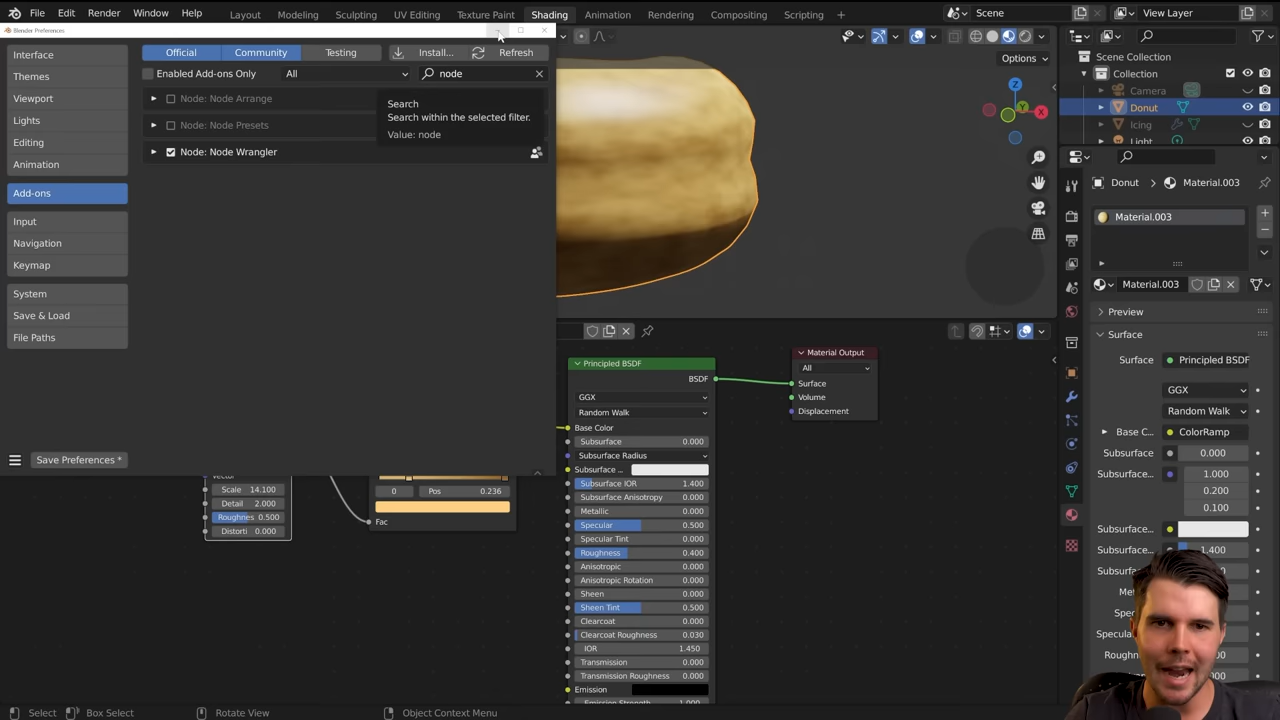 File Edit Render Window Help Layout Modeling Sculpting UV Editing Texture Paint Shading Animation Rendering Compositing Scripting Scene View Layer
Blender Preferences
Interface
Themes
Viewport
Lights
Editing
Animation
Add-ons
Input
Navigation
Keymap
System
Save & Load
File Paths
Save Preferences *
Official Community Testing Install... Refresh
Enabled Add-ons Only All node
Node: Node Arrange
Node: Node Presets
Node: Node Wrangler
Search
Search within the selected filter.
Value: node
Options
Scene Collection
Collection
Camera
Donut
Icing
Light
Donut Material.003
Material.003
Material.003
Preview
Surface
Surface Principled BSDF
GGX
Random Walk
Base C... ColorRamp
Subsurface 0.000
Subsurface... 1.000
0.200
0.100
Subsurface...
Subsurface... 1.400
Vector
Scale 14.100
Detail 2.000
Roughnes 0.500
Distorti 0.000
0 Pos 0.236
Fac
Principled BSDF
BSDF
GGX
Random Walk
Base Color
Subsurface 0.000
Subsurface Radius
Subsurface ...
Subsurface IOR 1.400
Subsurface Anisotropy 0.000
Metallic 0.000
Specular 0.500
Specular Tint 0.000
Roughness 0.400
Anisotropic 0.000
Anisotropic Rotation 0.000
Sheen 0.000
Sheen Tint 0.500
Clearcoat 0.000
Clearcoat Roughness 0.030
IOR 1.450
Transmission 0.000
Transmission Roughness 0.000
Emission
Material Output
All
Surface
Volume
Displacement
Select Box Select Rotate View Object Context Menu